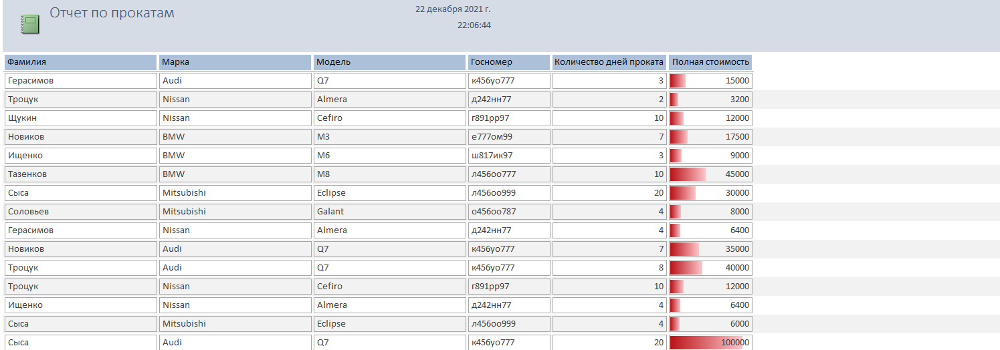 Отчет по прокатам
22 декабря 2021 г.
22:06:44
Фамилия Марка Модель Госномер Количество дней проката Полная стоимость
Герасимов Audi Q7 к456уо777 3 15000
Троцук Nissan Almera д242нн77 2 3200
Щукин Nissan Cefiro г891рр97 10 12000
Новиков BMW M3 е777ом99 7 17500
Ищенко BMW M6 ш817ик97 3 9000
Тазенков BMW M8 л456оо777 10 45000
Сыса Mitsubishi Eclipse л456оо999 20 30000
Соловьев Mitsubishi Galant о456оо787 4 8000
Герасимов Nissan Almera д242нн77 4 6400
Новиков Audi Q7 к456уо777 7 35000
Троцук Audi Q7 к456уо777 8 40000
Троцук Nissan Cefiro г891рр97 10 12000
Ищенко Nissan Almera д242нн77 4 6400
Сыса Mitsubishi Eclipse л456оо999 4 6000
Сыса Audi Q7 к456уо777 20 100000